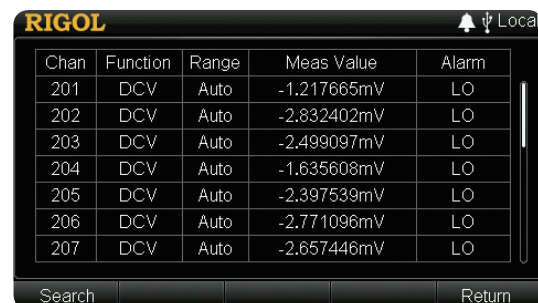 RIGOL Local
Chan Function Range Meas Value Alarm
201 DCV Auto -1.217665mV LO
202 DCV Auto -2.832402mV LO
203 DCV Auto -2.499097mV LO
204 DCV Auto -1.635608mV LO
205 DCV Auto -2.397539mV LO
206 DCV Auto -2.771096mV LO
207 DCV Auto -2.657446mV LO
Search Return